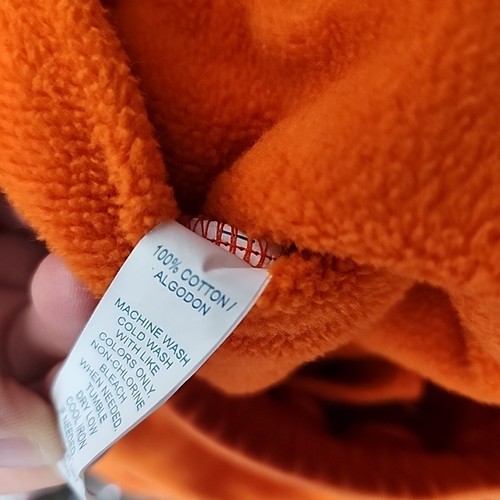 100% COTTON/
ALGODON
MACHINE WASH
COLD WASH
WITH LIKE
COLORS ONLY,
NON-CHLORINE
BLEACH
WHEN NEEDED,
TUMBLE
DRY LOW
COOL IRON